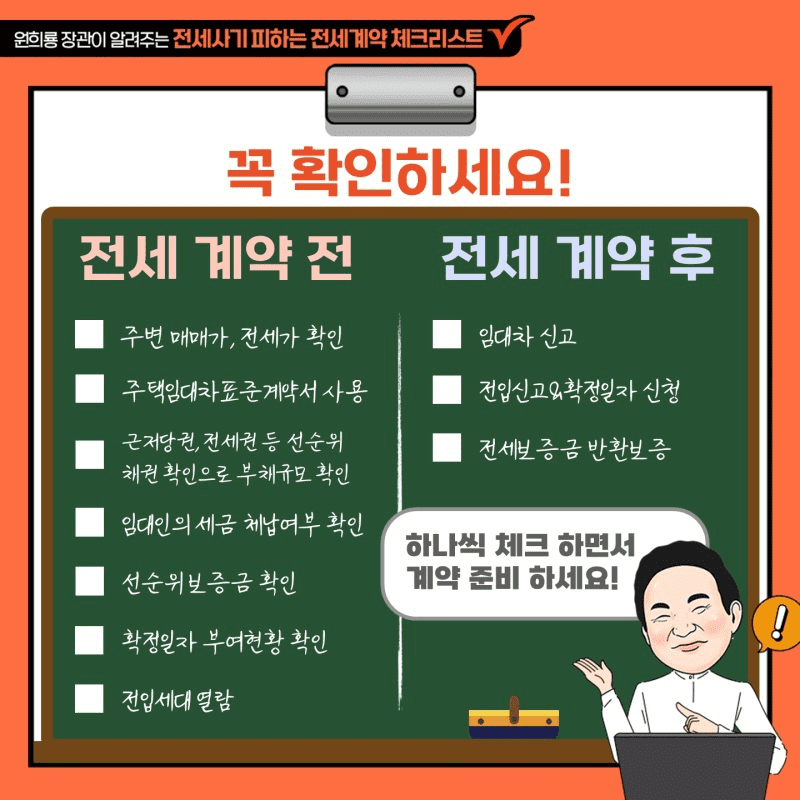 원희룡 장관이 알려주는 전세사기 피하는 전세계약 체크리스트
꼭 확인하세요!
전세 계약 전
주변 매매가, 전세가 확인
주택임대차표준계약서 사용
근저당권, 전세권 등 선순위
채권 확인으로 부채규모 확인
임대인의 세금 체납여부 확인
선순위보증금 확인
확정일자 부여현황 확인
전입세대 열람
전세 계약 후
임대차 신고
전입신고&확정일자 신청
전세보증금 반환보증
하나씩 체크 하면서
계약 준비 하세요!
!